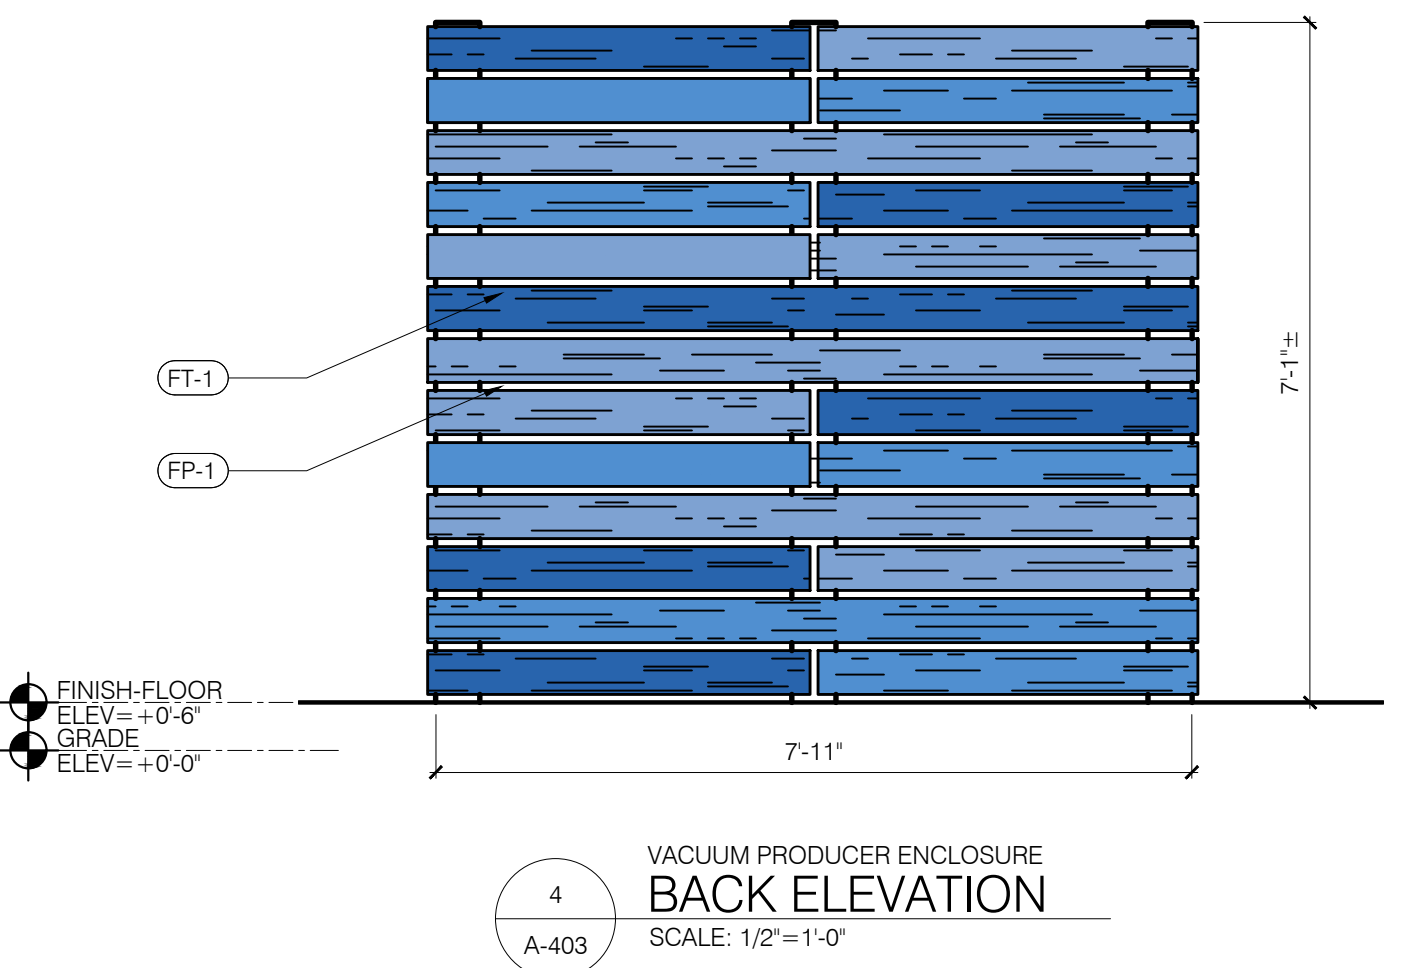 7'-1"±
FT-1
FP-1
FINISH-FLOOR
ELEV=+0'-6"
GRADE
ELEV=+0'-0"
7'-11"
4
A-403
VACUUM PRODUCER ENCLOSURE
BACK ELEVATION
SCALE: 1/2"=1'-0"